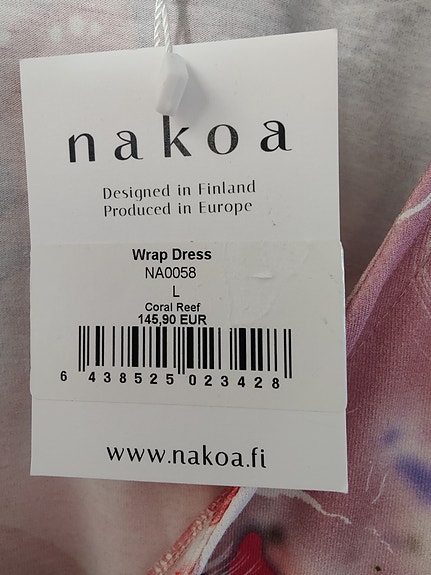 nakoa
Designed in Finland
Produced in Europe
Wrap Dress
NA0058
L
Coral Reef
145,90 EUR
6 438525 023428
www.nakoa.fi